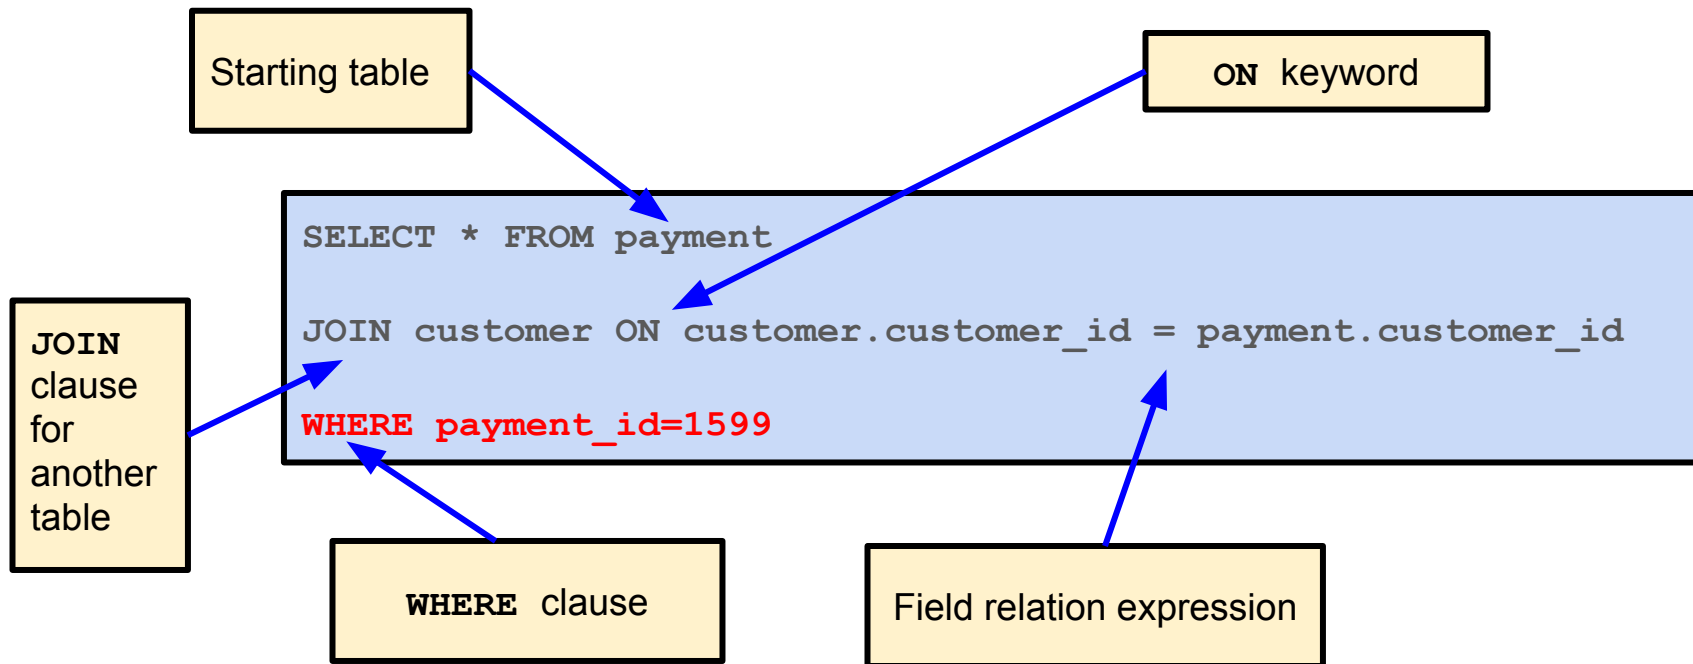 Starting table
ON keyword
SELECT * FROM payment
JOIN customer ON customer.customer_id = payment.customer_id
WHERE payment_id=1599
JOIN
clause
for
another
table
WHERE clause
Field relation expression